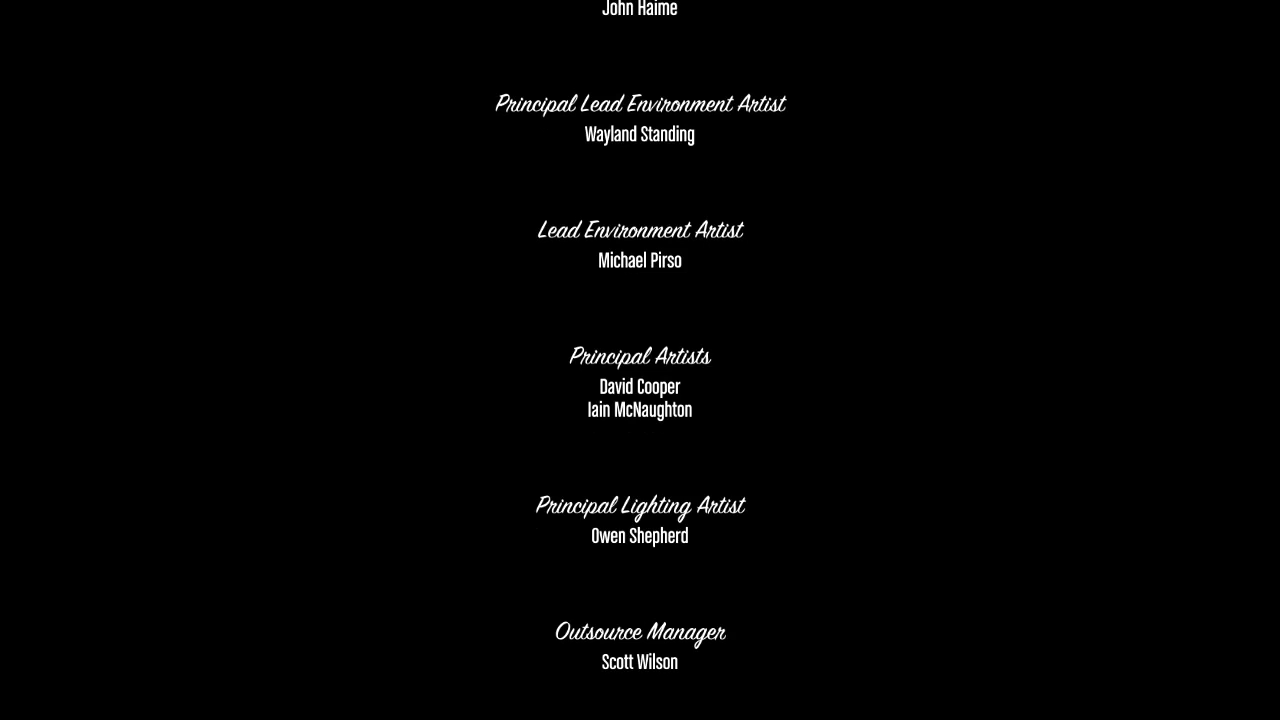 John Haime
Principal Lead Environment Artist
Wayland Standing
Lead Environment Artist
Michael Pirso
Principal Artists
David Cooper
Iain McNaughton
Principal Lighting Artist
Owen Shepherd
Outsource Manager
Scott Wilson